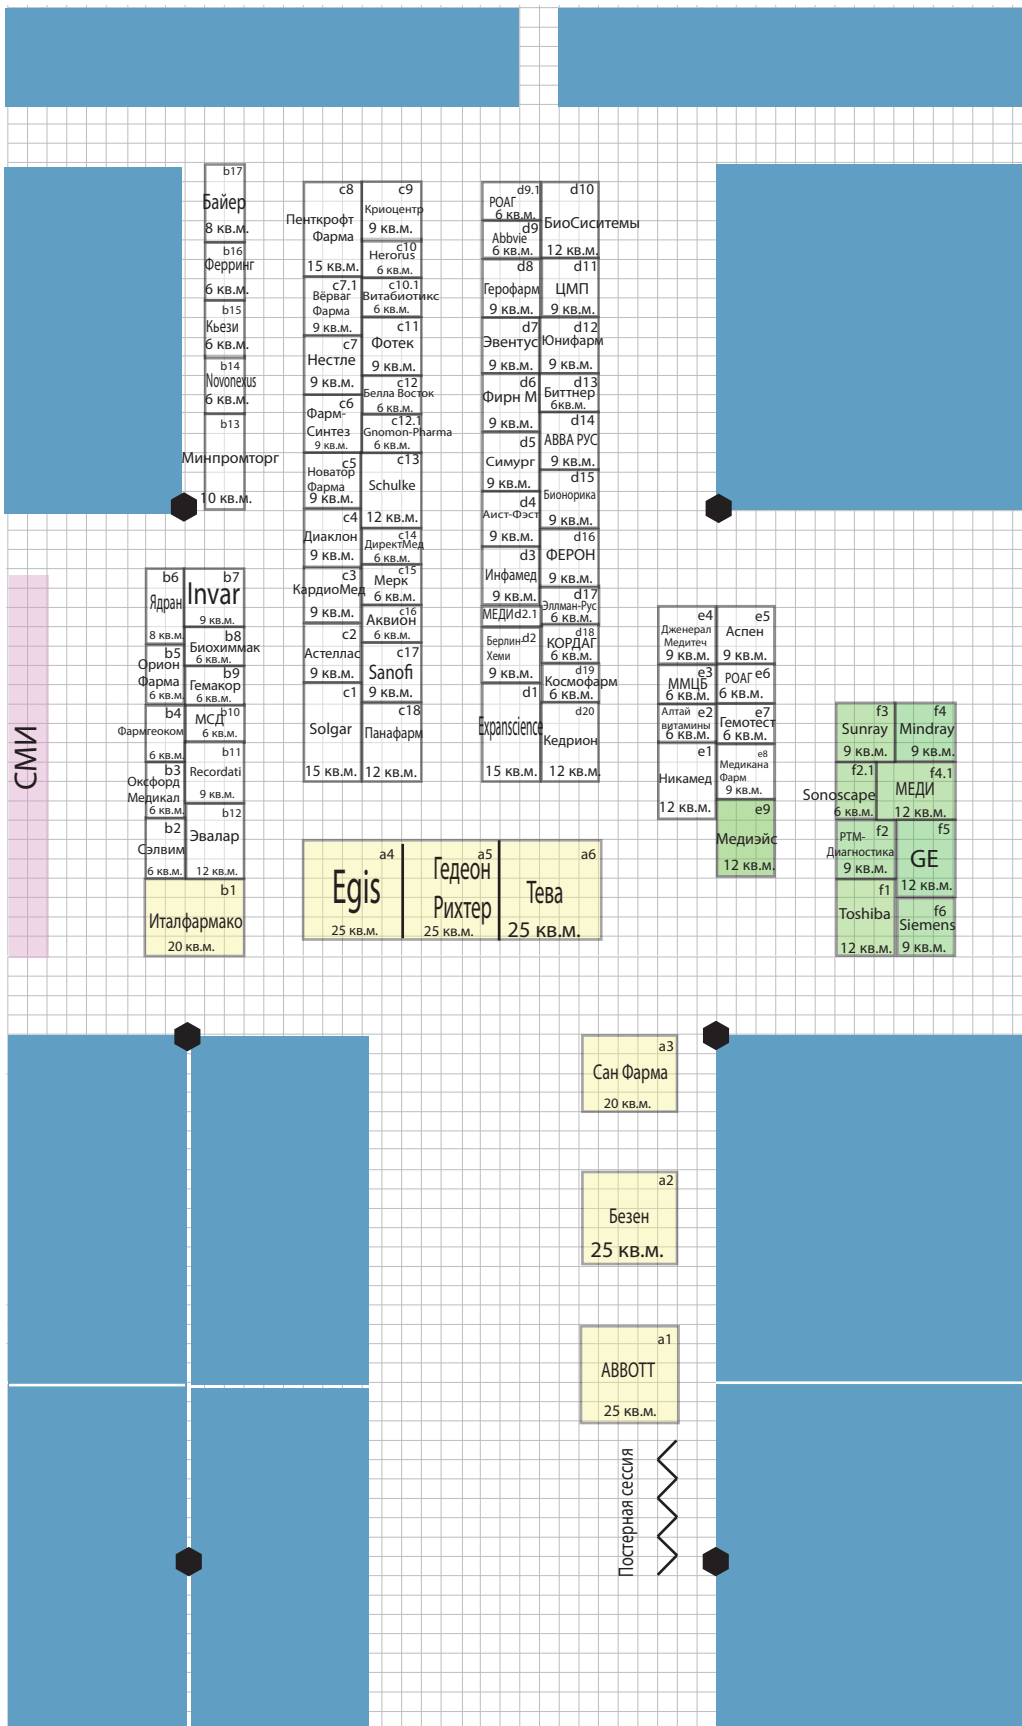 b17
Байер
8 кв.м.
b16
Ферринг
6 кв.м.
b15
Кьези
6 кв.м.
b14
Novonexus
6 кв.м.
b13
Минпромторг
10 кв.м.
c8
Пенткрофт
Фарма
15 кв.м.
c7.1
Вёрваг
Фарма
9 кв.м.
c7
Нестле
9 кв.м.
c6
Фарм-
Синтез
9 кв.м.
c5
Новатор
Фарма
9 кв.м.
c4
Диаклон
9 кв.м.
c3
КардиоМед
9 кв.м.
c2
Астеллас
9 кв.м.
c1
Solgar
15 кв.м.
c9
Криоцентр
9 кв.м.
c10
Herorus
6 кв.м.
c10.1
Витабиотикс
6 кв.м.
c11
Фотек
9 кв.м.
c12
Белла Восток
6 кв.м.
c12.1
Gnomon-Pharma
6 кв.м.
c13
Schulke
12 кв.м.
c14
ДиректМед
6 кв.м.
c15
Мерк
6 кв.м.
c16
Аквион
6 кв.м.
c17
Sanofi
9 кв.м.
c18
Панафарм
12 кв.м.
d9.1
РОАГ
6 кв.м.
d9
Abbvie
6 кв.м.
d8
Герофарм
9 кв.м.
d7
Эвентус
9 кв.м.
d6
Фирн М
9 кв.м.
d5
Симург
9 кв.м.
d4
Аист-Фэст
9 кв.м.
d3
Инфамед
9 кв.м.
МЕДИ d2.1
Берлин- d2
Хеми
9 кв.м.
d1
Expanscience
15 кв.м.
d10
БиоСиситемы
12 кв.м.
d11
ЦМП
9 кв.м.
d12
Юнифарм
9 кв.м.
d13
Биттнер
6кв.м.
d14
АВВА РУС
9 кв.м.
d15
Бионорика
9 кв.м.
d16
ФЕРОН
9 кв.м.
d17
Эллман-Рус
6 кв.м.
d18
КОРДАГ
6 кв.м.
d19
Космофарм
6 кв.м.
d20
Кедрион
12 кв.м.
b6
Ядран
8 кв.м.
b5
Орион
Фарма
6 кв.м.
b4
Фармгеоком
6 кв.м.
b3
Оксфорд
Медикал
6 кв.м.
b2
Сэлвим
6 кв.м.
b7
Invar
9 кв.м.
b8
Биохиммак
6 кв.м.
b9
Гемакор
6 кв.м.
b10
МСД
6 кв.м.
b11
Recordati
9 кв.м.
b12
Эвалар
12 кв.м.
b1
Италфармако
20 кв.м.
СМИ
e4
Дженерал
Медитеч
9 кв.м.
e3
ММЦБ
6 кв.м.
Алтай e2
витамины
6 кв.м.
e1
Никамед
12 кв.м.
e5
Аспен
9 кв.м.
РОАГ e6
6 кв.м.
e7
Гемотест
6 кв.м.
e8
Медикана
Фарм
9 кв.м.
e9
Медиэйс
12 кв.м.
f3
Sunray
9 кв.м.
f4
Mindray
9 кв.м.
f2.1
Sonoscape
6 кв.м.
f4.1
МЕДИ
12 кв.м.
f2
РТМ-
Диагностика
9 кв.м.
f5
GE
12 кв.м.
f1
Toshiba
12 кв.м.
f6
Siemens
9 кв.м.
a4
Egis
25 кв.м.
a5
Гедеон
Рихтер
25 кв.м.
a6
Тева
25 кв.м.
a3
Сан Фарма
20 кв.м.
a2
Безен
25 кв.м.
a1
ABBOTT
25 кв.м.
Постерная сессия